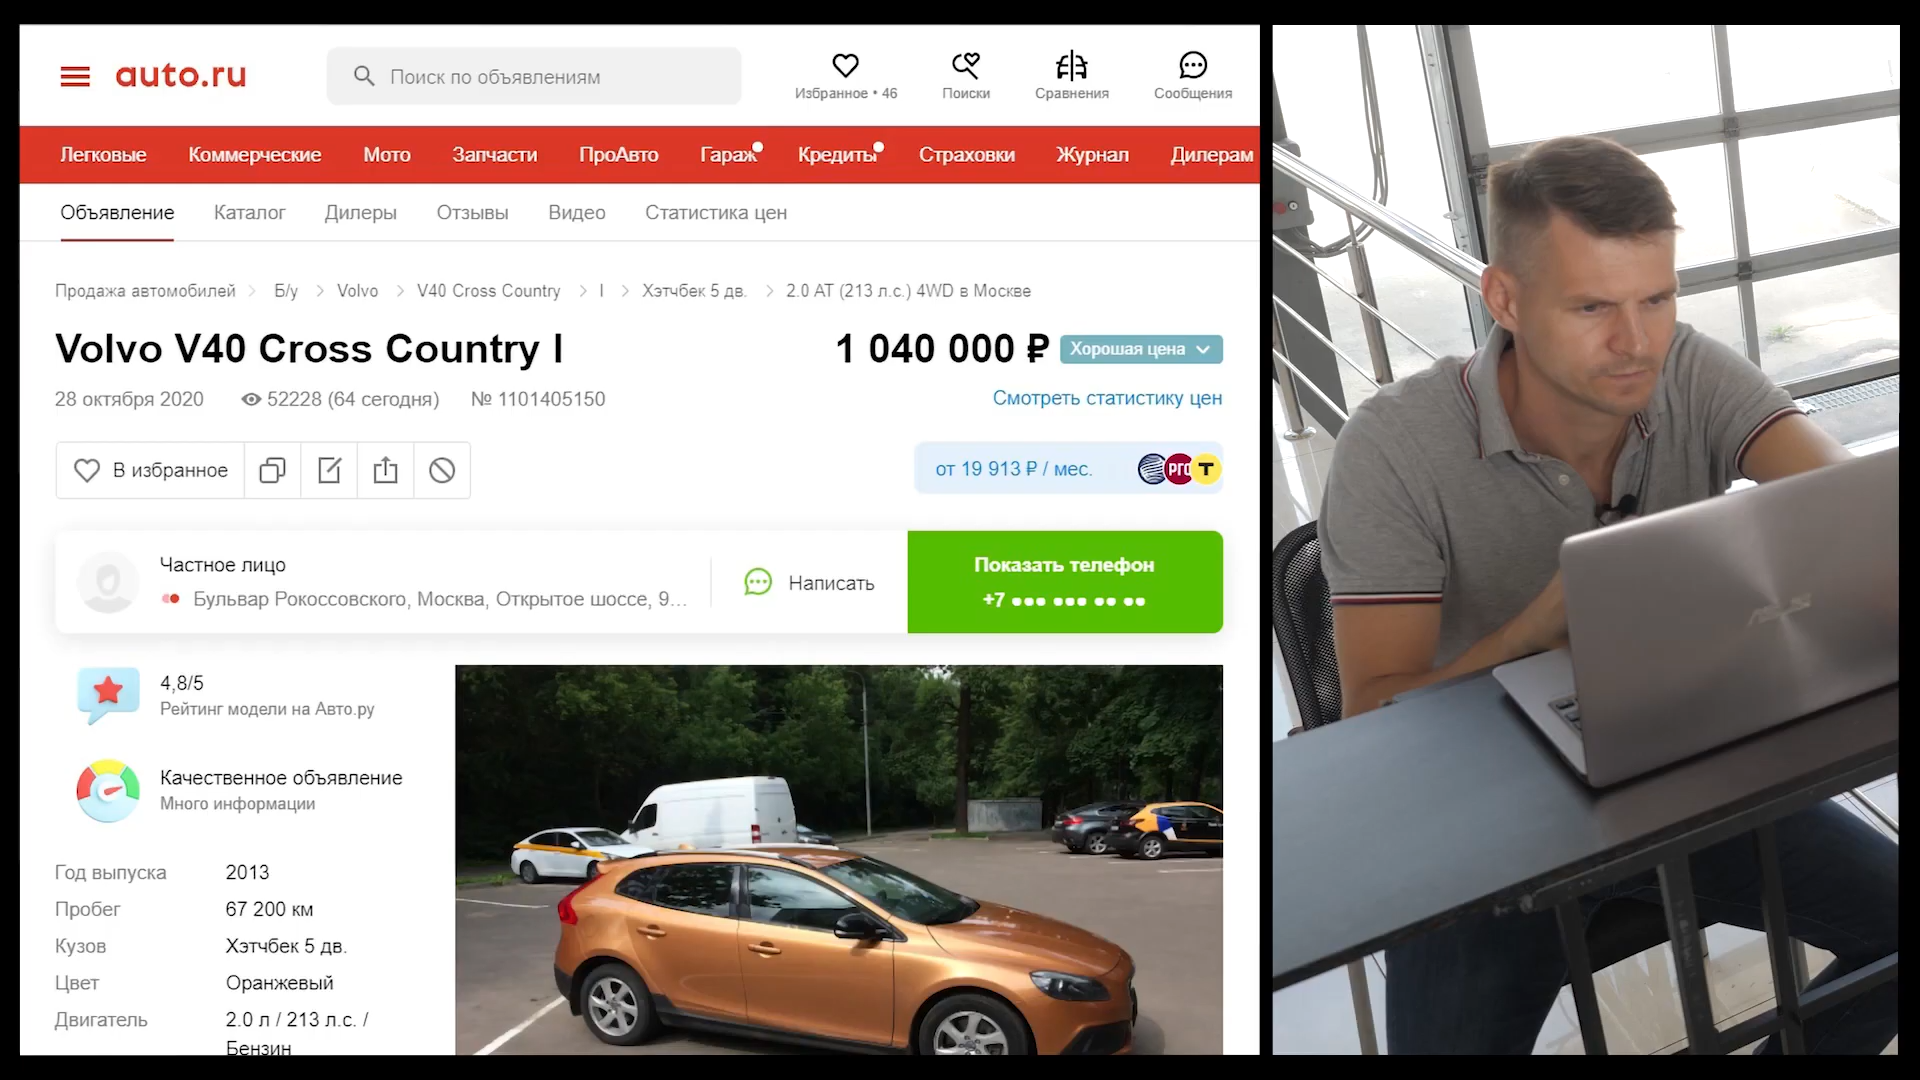 auto.ru
Поиск по объявлениям
Избранное • 46
Поиски
Сравнения
Сообщения
Легковые Коммерческие Мото Запчасти ПроАвто Гараж Кредиты Страховки Журнал Дилерам
Объявление Каталог Дилеры Отзывы Видео Статистика цен
Продажа автомобилей > Б/у > Volvo > V40 Cross Country > I > Хэтчбек 5 дв. > 2.0 AT (213 л.с.) 4WD в Москве
Volvo V40 Cross Country I
1 040 000 ₽ Хорошая цена
28 октября 2020 52228 (64 сегодня) № 1101405150
Смотреть статистику цен
В избранное
от 19 913 ₽ / мес.
РГС Т
Частное лицо
Бульвар Рокоссовского, Москва, Открытое шоссе, 9...
Написать
Показать телефон
+7 ••• ••• •• ••
4,8/5
Рейтинг модели на Авто.ру
Качественное объявление
Много информации
Год выпуска 2013
Пробег 67 200 км
Кузов Хэтчбек 5 дв.
Цвет Оранжевый
Двигатель 2.0 л / 213 л.с. /
Бензин
ASUS